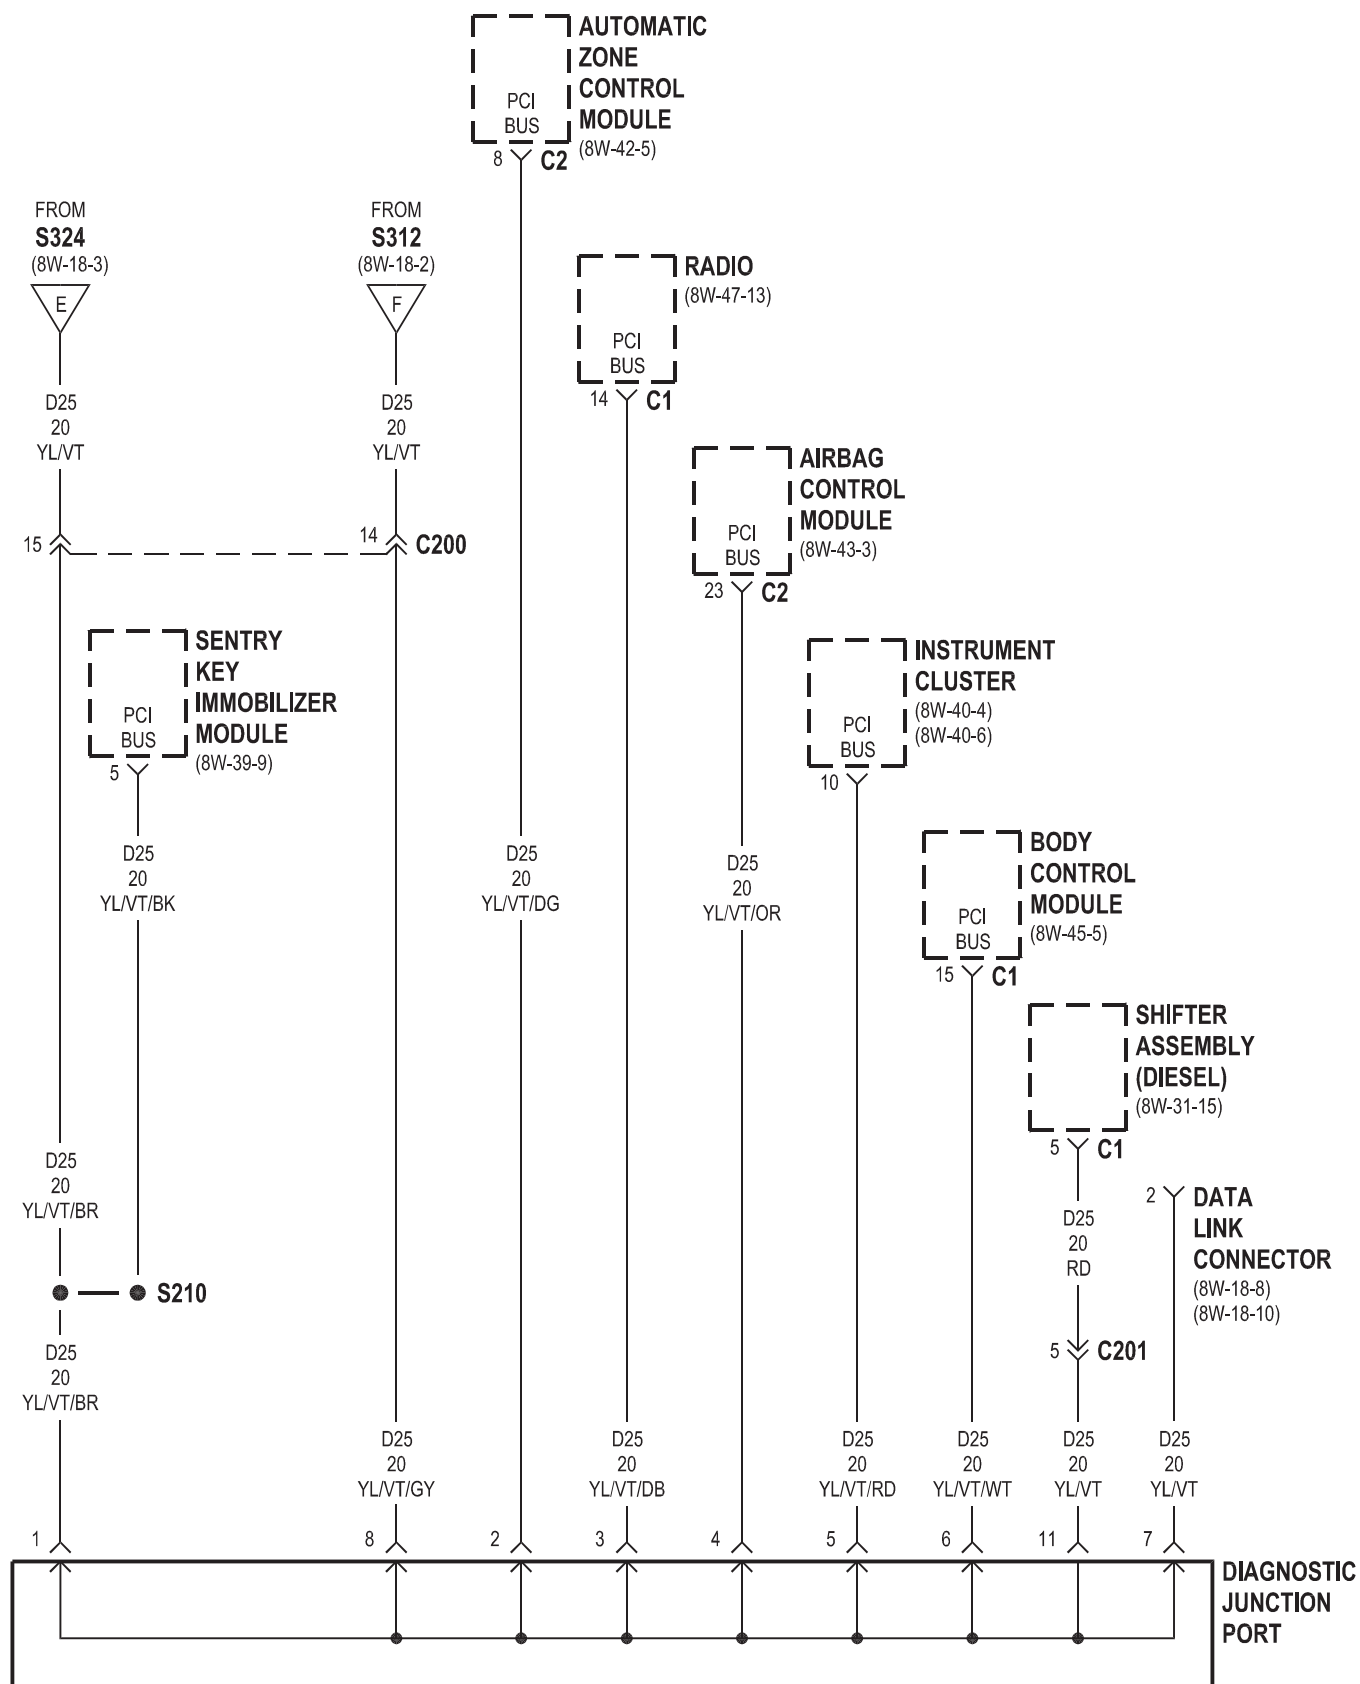 AUTOMATIC
ZONE
CONTROL
MODULE
(8W-42-5)
PCI
BUS
8
C2
FROM
S324
(8W-18-3)
E
FROM
S312
(8W-18-2)
F
RADIO
(8W-47-13)
PCI
BUS
14
C1
D25
20
YL/VT
D25
20
YL/VT
AIRBAG
CONTROL
MODULE
(8W-43-3)
PCI
BUS
23
C2
15
14
C200
SENTRY
KEY
IMMOBILIZER
MODULE
(8W-39-9)
PCI
BUS
5
INSTRUMENT
CLUSTER
(8W-40-4)
(8W-40-6)
PCI
BUS
10
D25
20
YL/VT/BK
D25
20
YL/VT/DG
D25
20
YL/VT/OR
BODY
CONTROL
MODULE
(8W-45-5)
PCI
BUS
15
C1
SHIFTER
ASSEMBLY
(DIESEL)
(8W-31-15)
5
C1
D25
20
YL/VT/BR
D25
20
RD
2
DATA
LINK
CONNECTOR
(8W-18-8)
(8W-18-10)
S210
5
C201
D25
20
YL/VT/BR
D25
20
YL/VT/GY
D25
20
YL/VT/DB
D25
20
YL/VT/RD
D25
20
YL/VT/WT
D25
20
YL/VT
D25
20
YL/VT
1
8
2
3
4
5
6
11
7
DIAGNOSTIC
JUNCTION
PORT